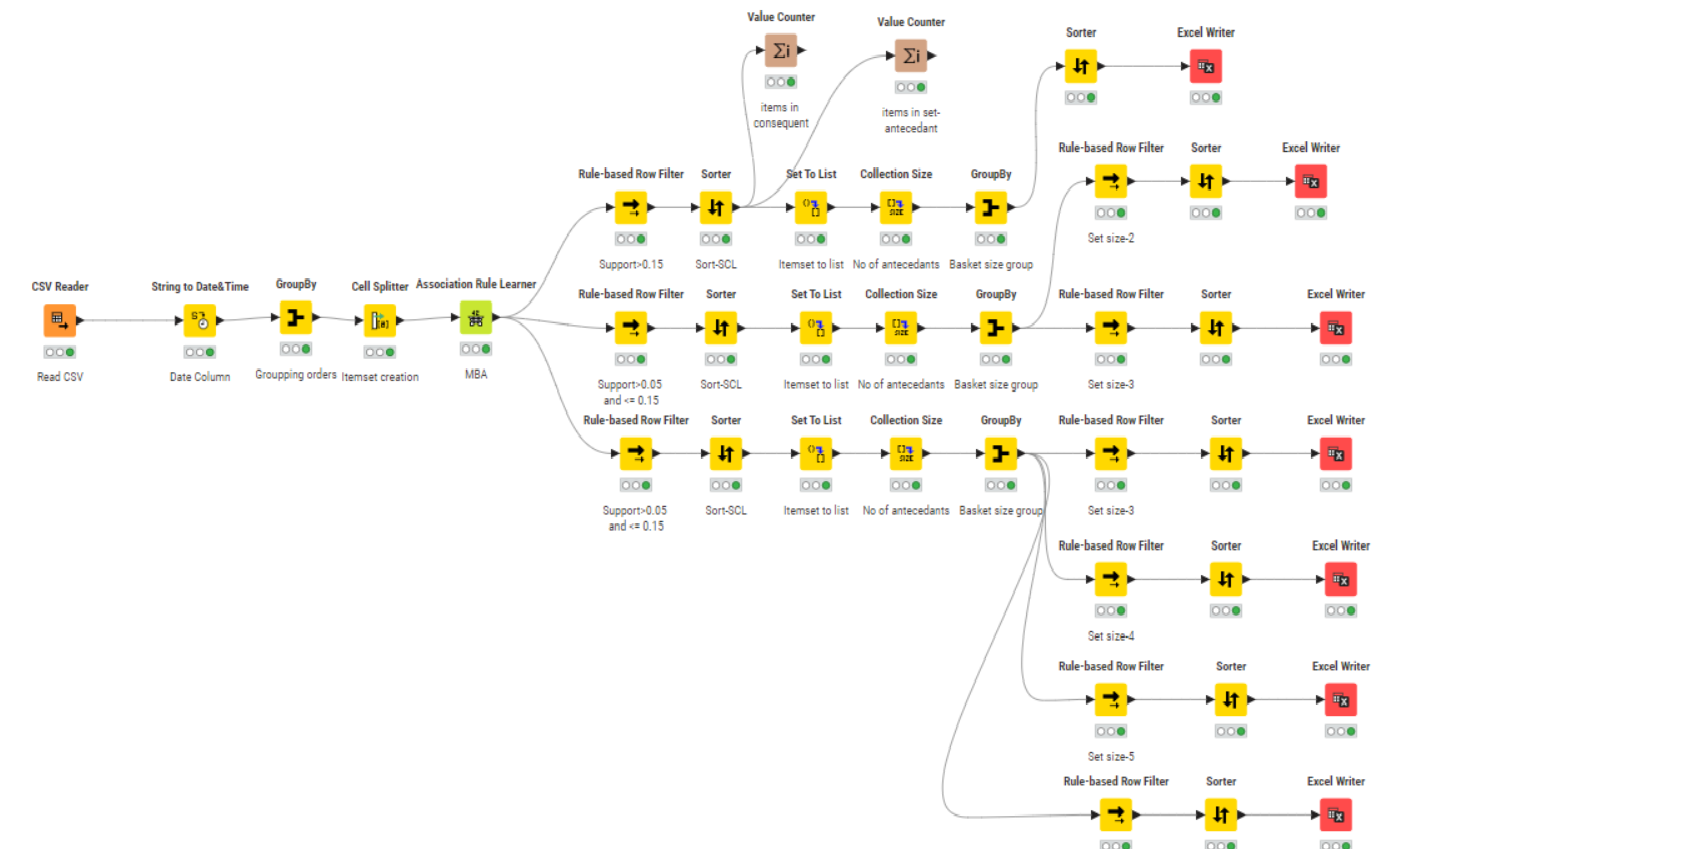 Value Counter
items in
consequent
Value Counter
items in set-
antecedant
Sorter
Excel Writer
Rule-based Row Filter
Set size-2
Sorter
Excel Writer
Rule-based Row Filter
Support>0.15
Sorter
Sort-SCL
Set To List
Itemset to list
Collection Size
No of antecedants
GroupBy
Basket size group
CSV Reader
Read CSV
String to Date&Time
Date Column
GroupBy
Groupping orders
Cell Splitter
Itemset creation
Association Rule Learner
MBA
Rule-based Row Filter
Support>0.05
and <= 0.15
Sorter
Sort-SCL
Set To List
Itemset to list
Collection Size
No of antecedants
GroupBy
Basket size group
Rule-based Row Filter
Set size-3
Sorter
Excel Writer
Rule-based Row Filter
Support>0.05
and <= 0.15
Sorter
Sort-SCL
Set To List
Itemset to list
Collection Size
No of antecedants
GroupBy
Basket size group
Rule-based Row Filter
Set size-3
Sorter
Excel Writer
Rule-based Row Filter
Set size-4
Sorter
Excel Writer
Rule-based Row Filter
Set size-5
Sorter
Excel Writer
Rule-based Row Filter
Sorter
Excel Writer